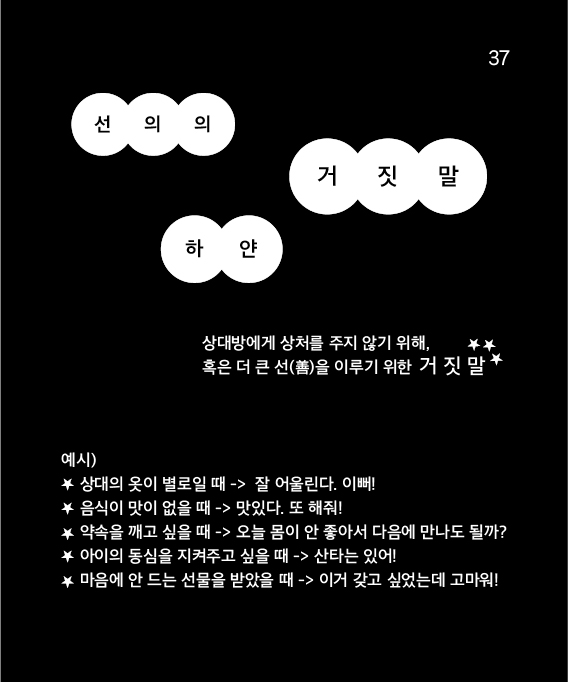 37
선의의
거짓말
하얀
상대방에게 상처를 주지 않기 위해,
혹은 더 큰 선(善)을 이루기 위한 거짓말
예시)
★ 상대의 옷이 별로일 때 -> 잘 어울린다. 이뻐!
★ 음식이 맛이 없을 때 -> 맛있다. 또 해줘!
★ 약속을 깨고 싶을 때 -> 오늘 몸이 안 좋아서 다음에 만나도 될까?
★ 아이의 동심을 지켜주고 싶을 때 -> 산타는 있어!
★ 마음에 안 드는 선물을 받았을 때 -> 이거 갖고 싶었는데 고마워!